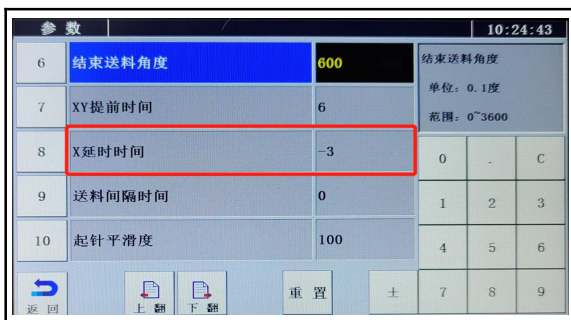 参 数 10:24:43
6 结束送料角度 600
7 XY提前时间 6
8 X延时时间 -3
9 送料间隔时间 0
10 起针平滑度 100
结束送料角度
单位: 0.1度
范围: 0~3600
0 . C
1 2 3
4 5 6
7 8 9
返 回 上 翻 下 翻 重 置 ±